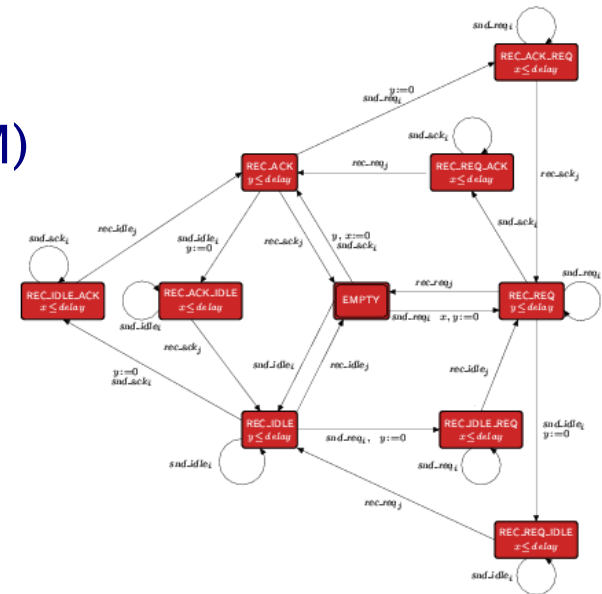 snd_req_i
REC_ACK_REQ
x ≤ delay
y:=0
snd_req_i
M)
snd_ack_i
REC_ACK
y ≤ delay
rec_req_j
REC_REQ_ACK
x ≤ delay
rec_ack_j
snd_ack_i
rec_idle_j
snd_idle_i
y:=0
rec_ack_j
y, x:=0
snd_ack_i
snd_ack_i
REC_IDLE_ACK
x ≤ delay
REC_ACK_IDLE
x ≤ delay
snd_idle_i
EMPTY
rec_req_j
snd_req_i x, y:=0
REC_REQ
y ≤ delay
snd_req_i
rec_ack_j
y:=0
snd_ack_i
snd_idle_i
rec_idle_j
rec_idle_j
REC_IDLE
y ≤ delay
snd_req_i, y:=0
REC_IDLE_REQ
x ≤ delay
snd_idle_i
y:=0
snd_idle_i
snd_req_i
rec_req_j
REC_REQ_IDLE
x ≤ delay
snd_idle_i